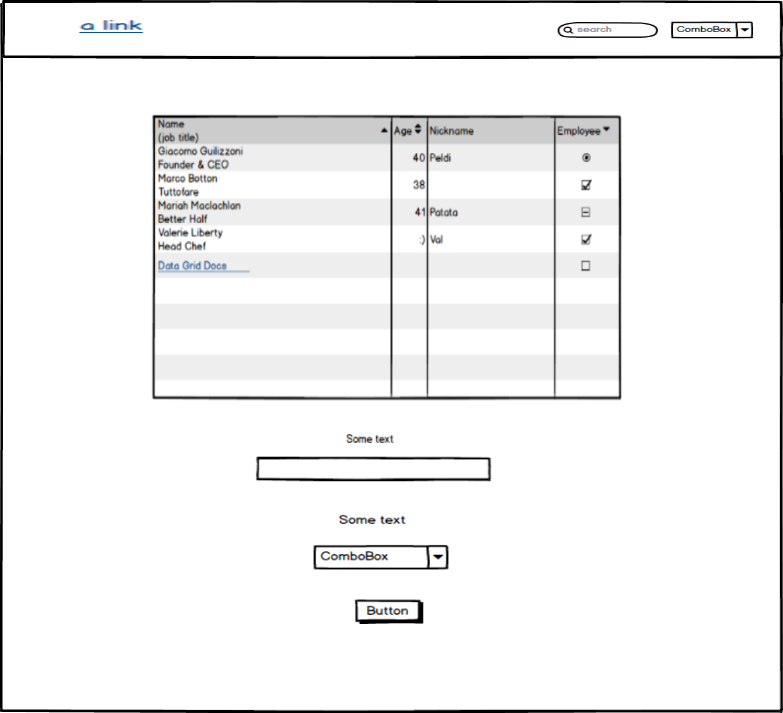 a link
search
ComboBox
Name
(job title)
Age
Nickname
Employee
Giacomo Guilizzoni
Founder & CEO
40
Peldi
Marco Botton
Tuttofare
38
Mariah Maclachlan
Better Half
41
Patata
Valerie Liberty
Head Chef
:)
Val
Data Grid Docs
Some text
Some text
ComboBox
Button